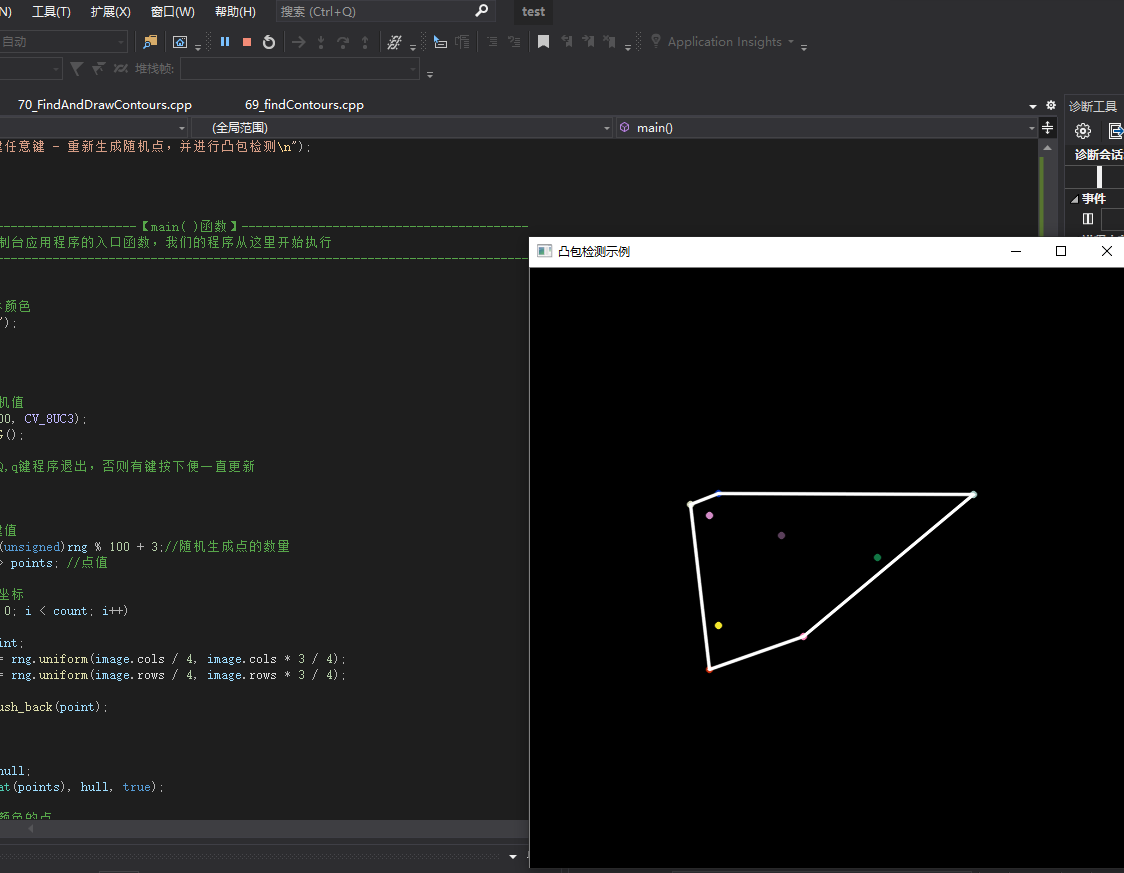 N) 工具(T) 扩展(X) 窗口(W) 帮助(H) 搜索 (Ctrl+Q) test
自动 Application Insights
堆栈帧:
70_FindAndDrawContours.cpp 69_findContours.cpp 诊断工具
(全局范围) main()
任意键 - 重新生成随机点，并进行凸包检测\n");
诊断会话
事件
-----------------【main( )函数】-----------------------------------
制台应用程序的入口函数，我们的程序从这里开始执行
凸包检测示例
颜色
");
机值
00, CV_8UC3);
G();
Q,q键程序退出，否则有键按下便一直更新
键值
(unsigned)rng % 100 + 3;//随机生成点的数量
> points; //点值
坐标
0; i < count; i++)
int;
= rng.uniform(image.cols / 4, image.cols * 3 / 4);
= rng.uniform(image.rows / 4, image.rows * 3 / 4);
ush_back(point);
hull;
at(points), hull, true);
颜色的点